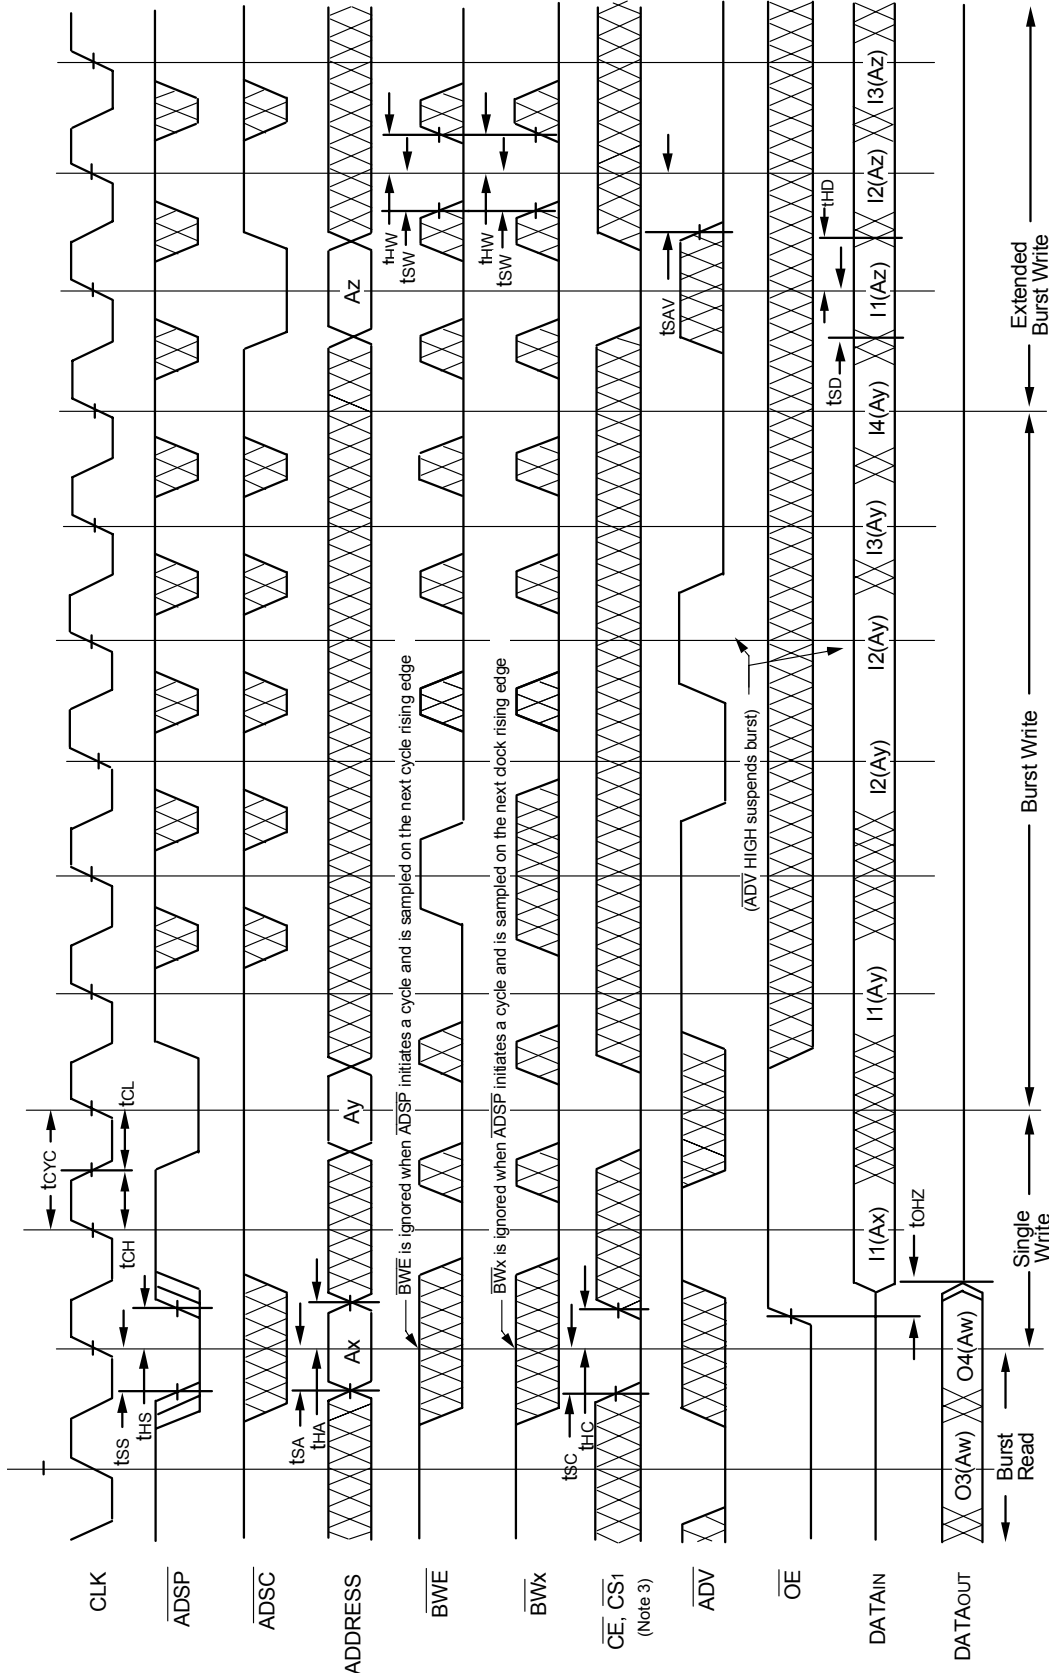 CLK
tCYC
tCH
tCL
ADSP
tSS
tHS
ADSC
ADDRESS
tSA
tHA
Ax
Ay
Az
BWE
BWE is ignored when ADSP initiates a cycle and is sampled on the next cycle rising edge
tHW
tSW
BWx
BWx is ignored when ADSP initiates a cycle and is sampled on the next dock rising edge
tHW
tSW
CE, CS1
(Note 3)
tSC
tHC
ADV
tSAV
(ADV HIGH suspends burst)
OE
DATAIN
I1(Ax)
I1(Ay)
I2(Ay)
I2(Ay)
I3(Ay)
I4(Ay)
I1(Az)
I2(Az)
I3(Az)
tSD
tHD
DATAOUT
O3(Aw)
O4(Aw)
tOHZ
Burst
Read
Single
Write
Burst Write
Extended
Burst Write